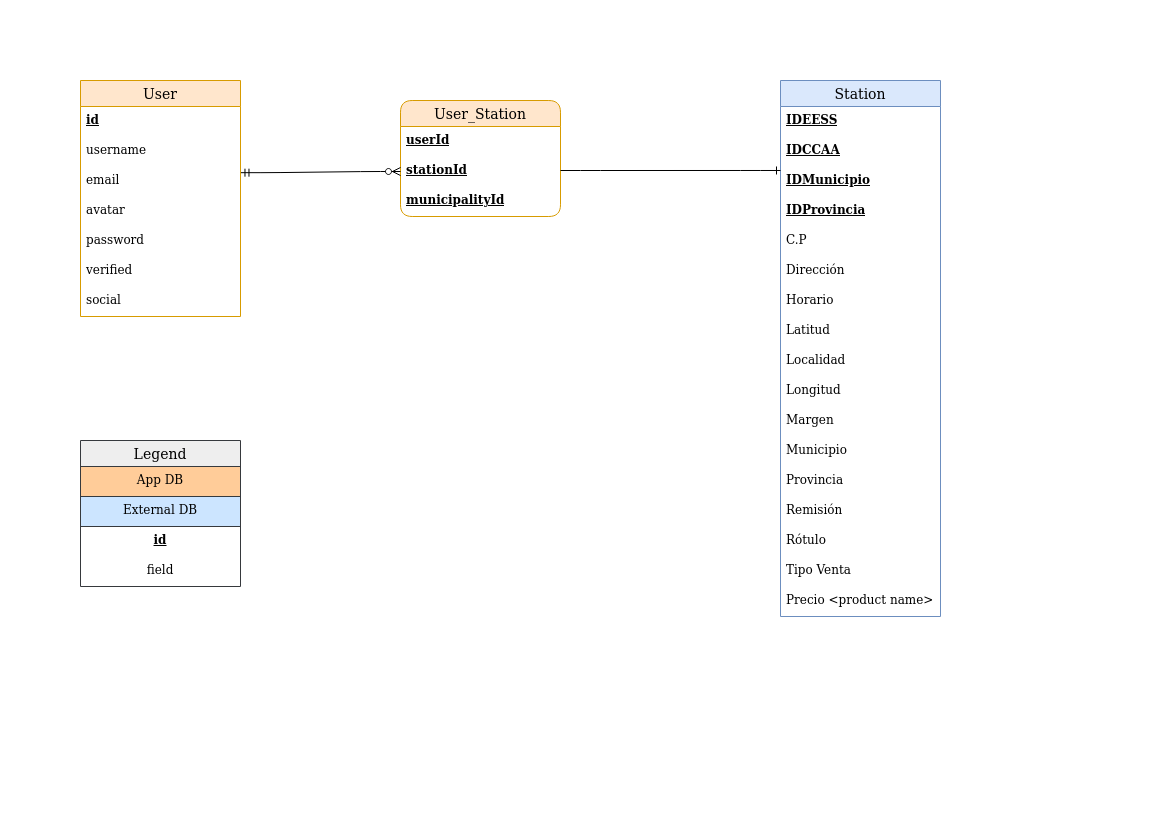 User
id
username
email
avatar
password
verified
social
User_Station
userId
stationId
municipalityId
Station
IDEESS
IDCCAA
IDMunicipio
IDProvincia
C.P
Dirección
Horario
Latitud
Localidad
Longitud
Margen
Municipio
Provincia
Remisión
Rótulo
Tipo Venta
Precio <product name>
Legend
App DB
External DB
id
field